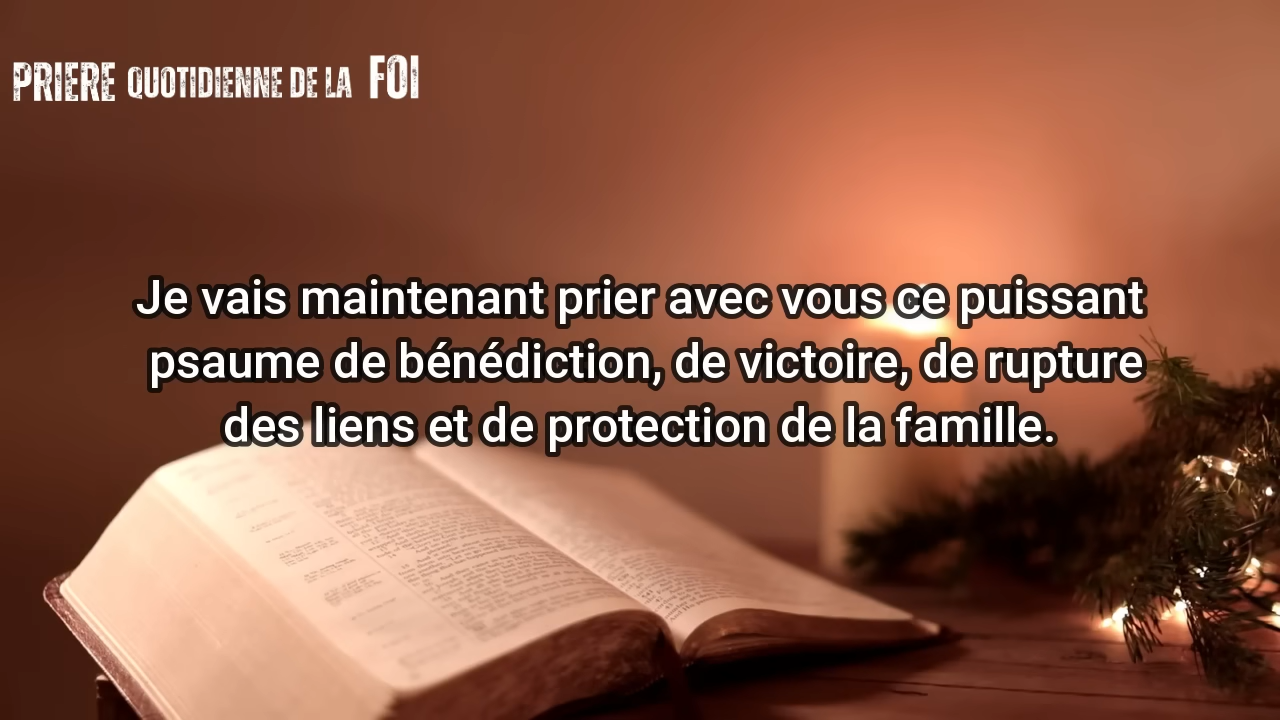 PRIERE QUOTIDIENNE DE LA FOI
Je vais maintenant prier avec vous ce puissant
psaume de bénédiction, de victoire, de rupture
des liens et de protection de la famille.